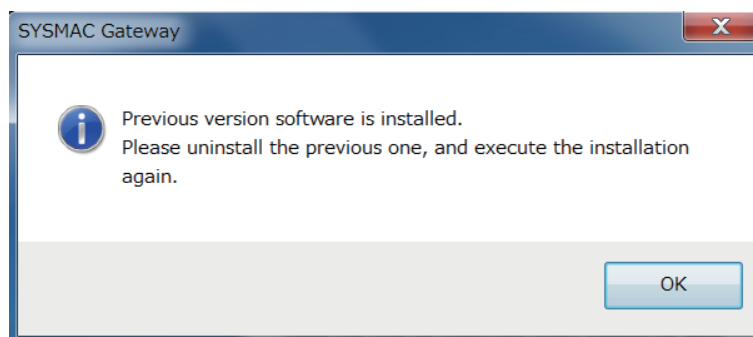 SYSMAC Gateway
Previous version software is installed.
Please uninstall the previous one, and execute the installation
again.
OK